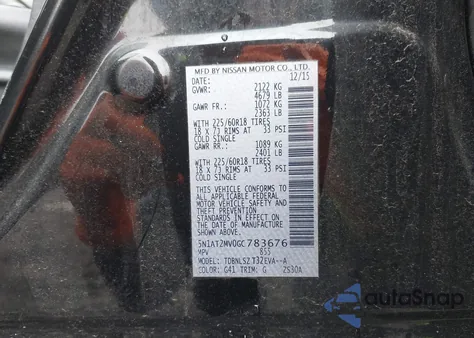 MFD BY NISSAN MOTOR CO., LTD.
DATE: 12/15
GVWR: 2122 KG
4679 LB
GAWR FR.: 1072 KG
2363 LB
WITH 225/60R18 TIRES
18 X 7J RIMS AT 33 PSI
COLD SINGLE
GAWR RR.: 1089 KG
2401 LB
WITH 225/60R18 TIRES
18 X 7J RIMS AT 33 PSI
COLD SINGLE
THIS VEHICLE CONFORMS TO ALL
APPLICABLE U.S. FEDERAL
MOTOR VEHICLE SAFETY
STANDARDS IN EFFECT ON THE
DATE OF MANUFACTURE
SHOWN ABOVE.
5N1AT2MV0GC783676
MPV 855
MODEL: TDBNLSZ T32EVA--A
COLOR: G41 TRIM: G 2S30A
autoSnap